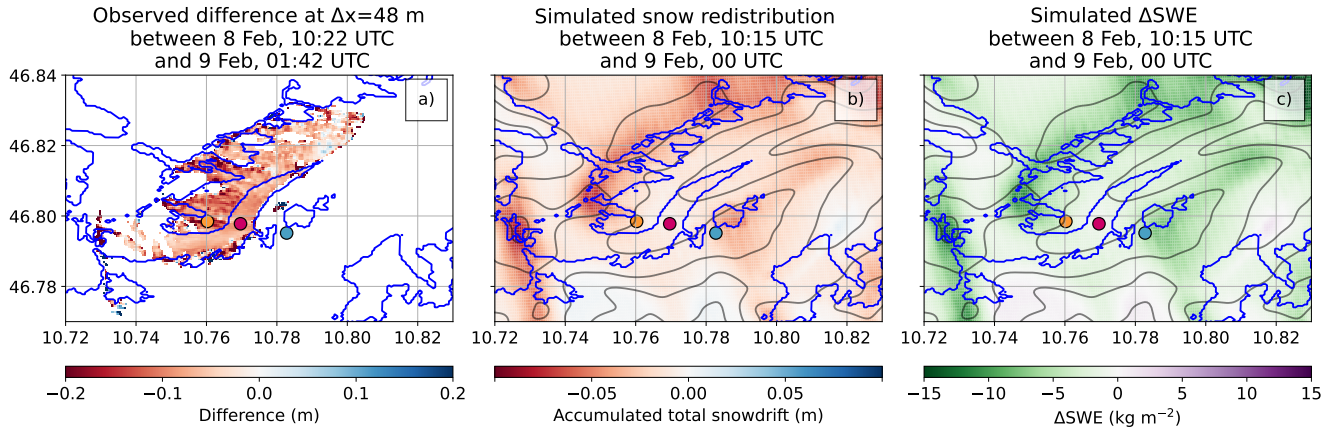 Observed difference at Δx=48 m
between 8 Feb, 10:22 UTC
and 9 Feb, 01:42 UTC
Simulated snow redistribution
between 8 Feb, 10:15 UTC
and 9 Feb, 00 UTC
Simulated ΔSWE
between 8 Feb, 10:15 UTC
and 9 Feb, 00 UTC
46.84
46.82
46.80
46.78
a)
b)
c)
10.72 10.74 10.76 10.78 10.80 10.82
10.72 10.74 10.76 10.78 10.80 10.82
10.72 10.74 10.76 10.78 10.80 10.82
−0.2 −0.1 0.0 0.1 0.2
Difference (m)
−0.05 0.00 0.05
Accumulated total snowdrift (m)
−15 −10 −5 0 5 10 15
ΔSWE (kg m⁻²)